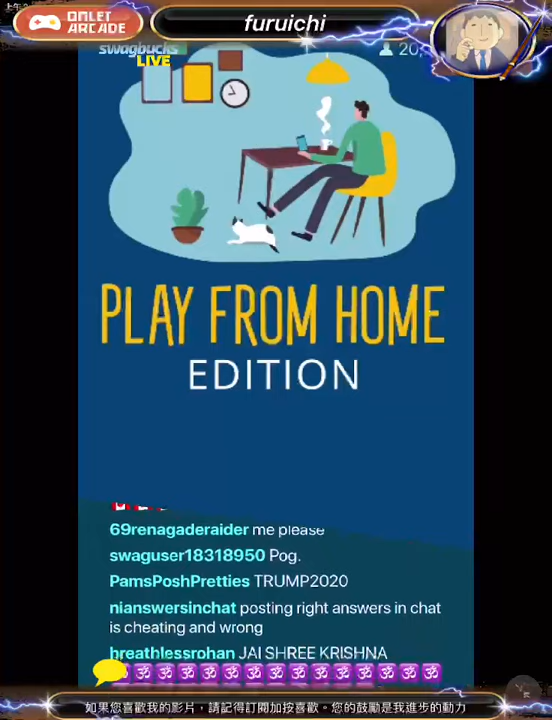 OMLET
ARCADE
furuichi
swagbucks
LIVE
20,
PLAY FROM HOME
EDITION
69renagaderaider me please
swaguser18318950 Pog.
PamsPoshPretties TRUMP2020
nianswersinchat posting right answers in chat
is cheating and wrong
breathlessrohan JAI SHREE KRISHNA
🕉🕉🕉🕉🕉🕉🕉🕉🕉🕉🕉🕉🕉🕉
如果您喜歡我的影片，請記得訂閱加按喜歡。您的鼓勵是我進步的動力